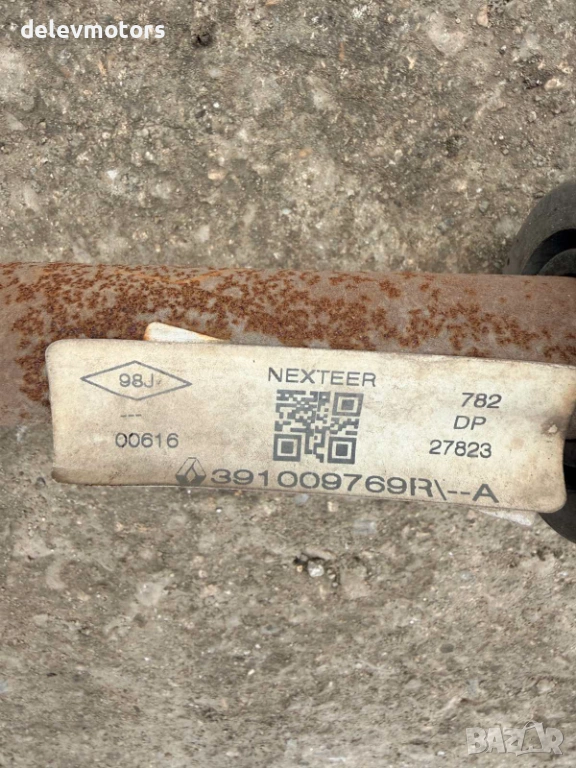 delevmotors
98J
NEXTEER
782
---
DP
00616
27823
391009769R\--A
BAZAR